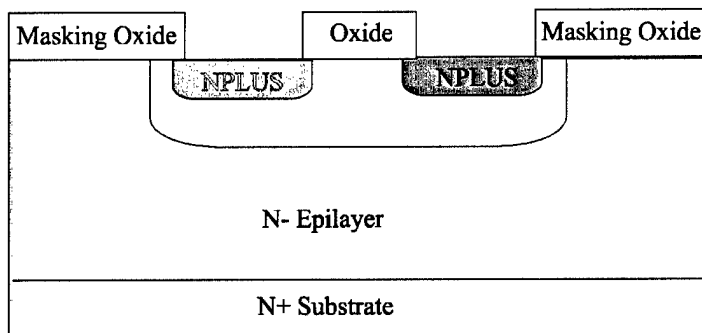 Masking Oxide
Oxide
Masking Oxide
NPLUS
NPLUS
N- Epilayer
N+ Substrate